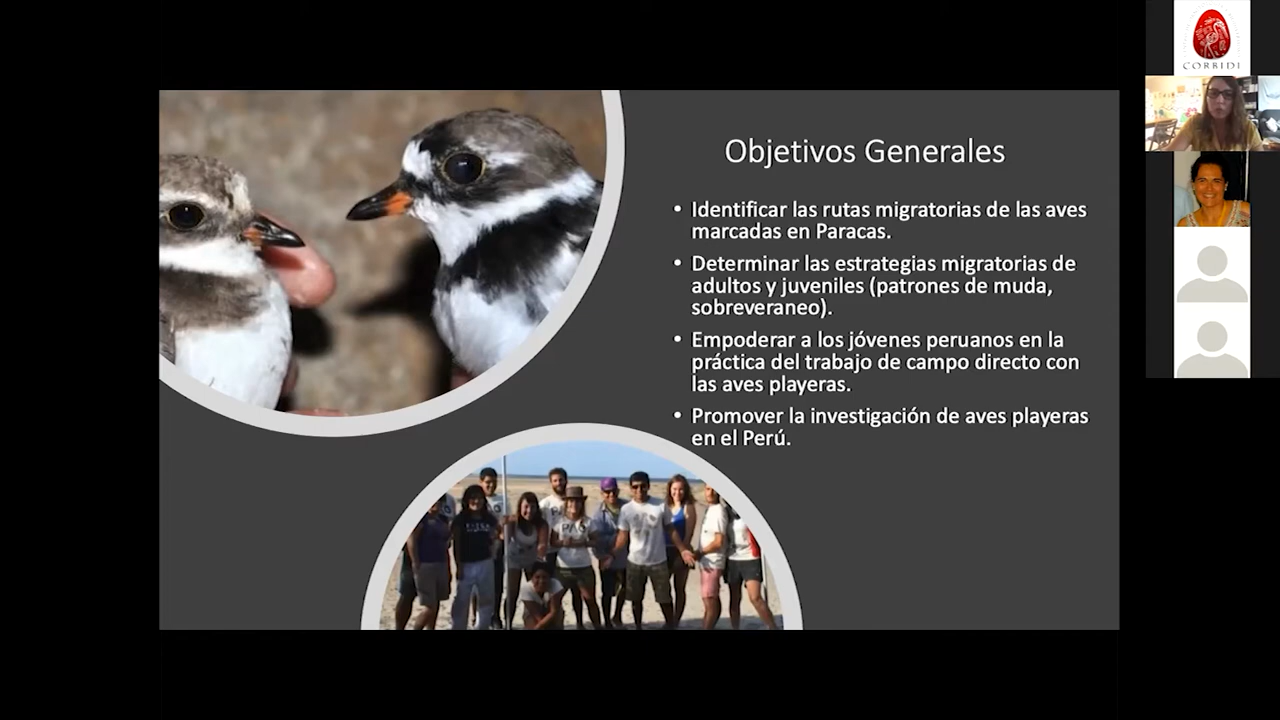 CORBIDI
Objetivos Generales
• Identificar las rutas migratorias de las aves
marcadas en Paracas.
• Determinar las estrategias migratorias de
adultos y juveniles (patrones de muda,
sobreveraneo).
• Empoderar a los jóvenes peruanos en la
práctica del trabajo de campo directo con
las aves playeras.
• Promover la investigación de aves playeras
en el Perú.